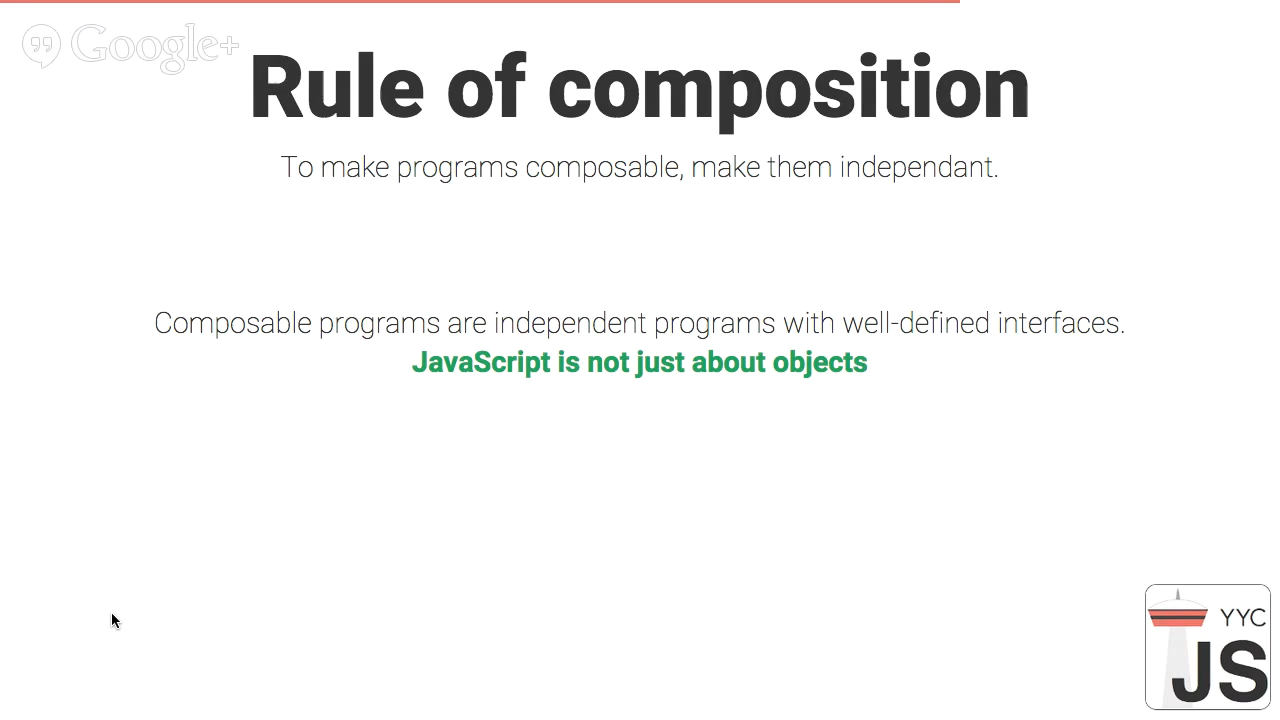 Google+
Rule of composition
To make programs composable, make them independant.
Composable programs are independent programs with well-defined interfaces.
JavaScript is not just about objects
YYC
JS